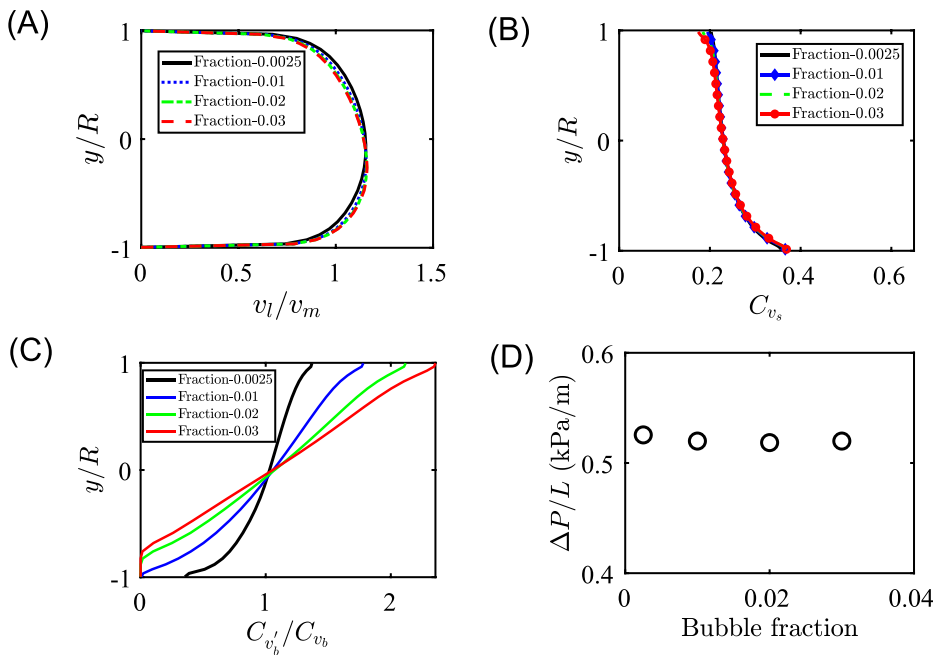 (A)
1
y/R
0
-1
Fraction-0.0025
Fraction-0.01
Fraction-0.02
Fraction-0.03
0 0.5 1 1.5
v_l/v_m
(B)
1
y/R
0
-1
Fraction-0.0025
Fraction-0.01
Fraction-0.02
Fraction-0.03
0 0.2 0.4 0.6
C_{v_s}
(C)
1
y/R
0
-1
Fraction-0.0025
Fraction-0.01
Fraction-0.02
Fraction-0.03
0 1 2
C_{v_b'}/C_{v_b}
(D)
0.6
ΔP/L (kPa/m)
0.5
0.4
0 0.02 0.04
Bubble fraction